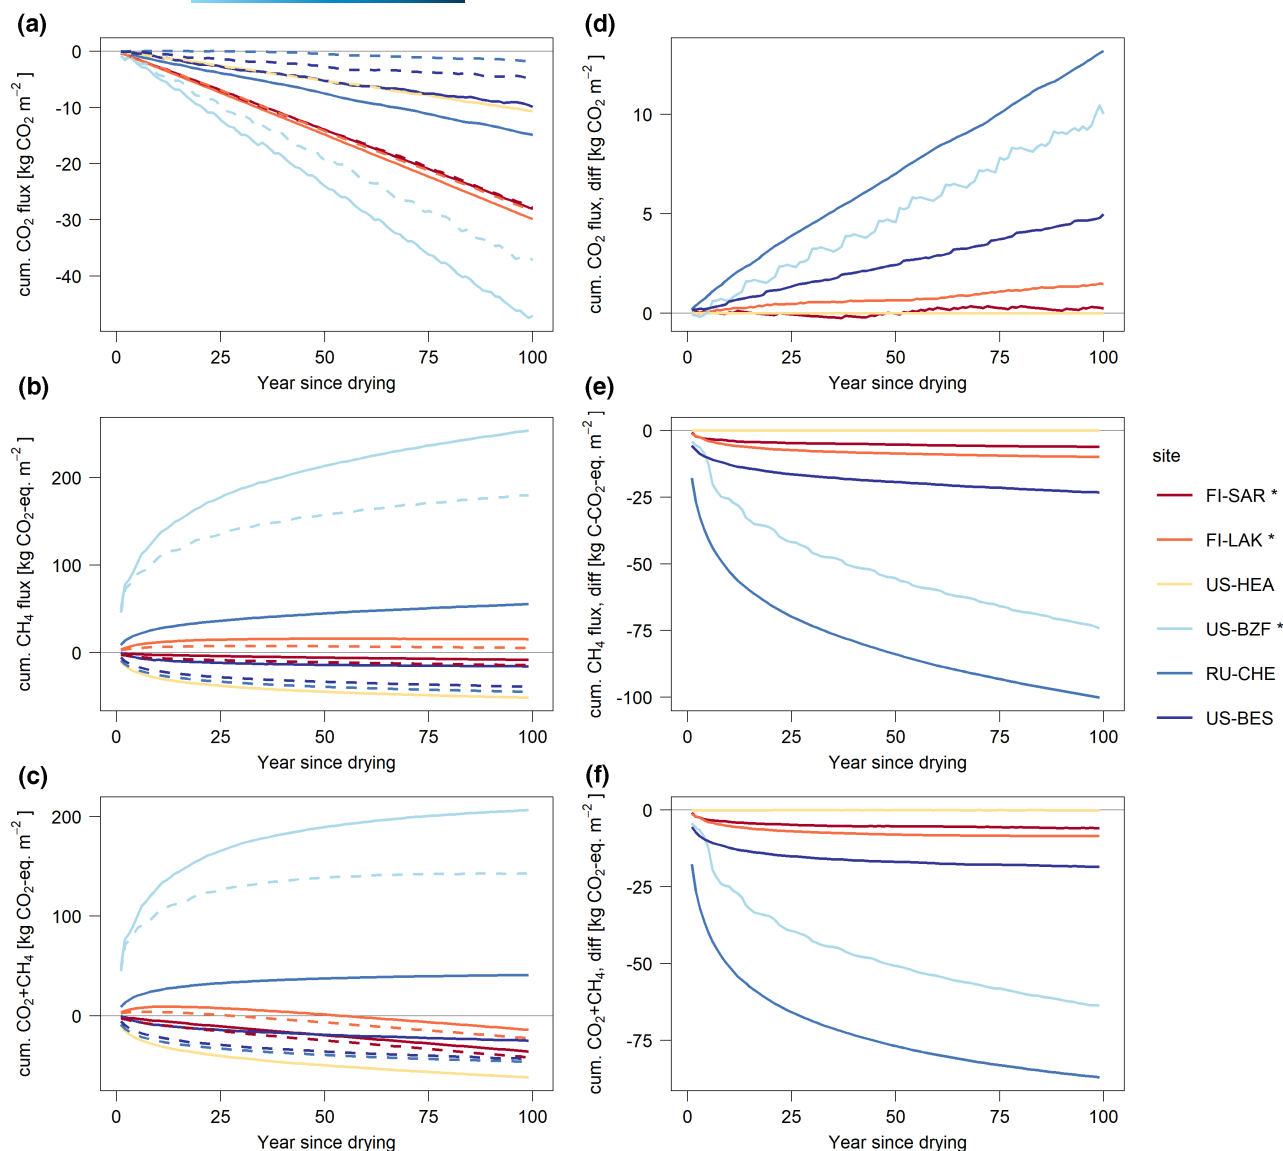 (a)
cum. CO₂ flux [kg CO₂ m⁻²]
0
-10
-20
-30
-40
0 25 50 75 100
Year since drying
(b)
cum. CH₄ flux [kg CO₂-eq. m⁻²]
200
100
0
0 25 50 75 100
Year since drying
(c)
cum. CO₂+CH₄ [kg CO₂-eq. m⁻²]
200
100
0
0 25 50 75 100
Year since drying
(d)
cum. CO₂ flux, diff [kg CO₂ m⁻²]
10
5
0
0 25 50 75 100
Year since drying
(e)
cum. CH₄ flux, diff [kg C-CO₂-eq. m⁻²]
0
-25
-50
-75
-100
0 25 50 75 100
Year since drying
(f)
cum. CO₂+CH₄, diff [kg CO₂-eq. m⁻²]
0
-25
-50
-75
0 25 50 75 100
Year since drying
site
FI-SAR *
FI-LAK *
US-HEA
US-BZF *
RU-CHE
US-BES